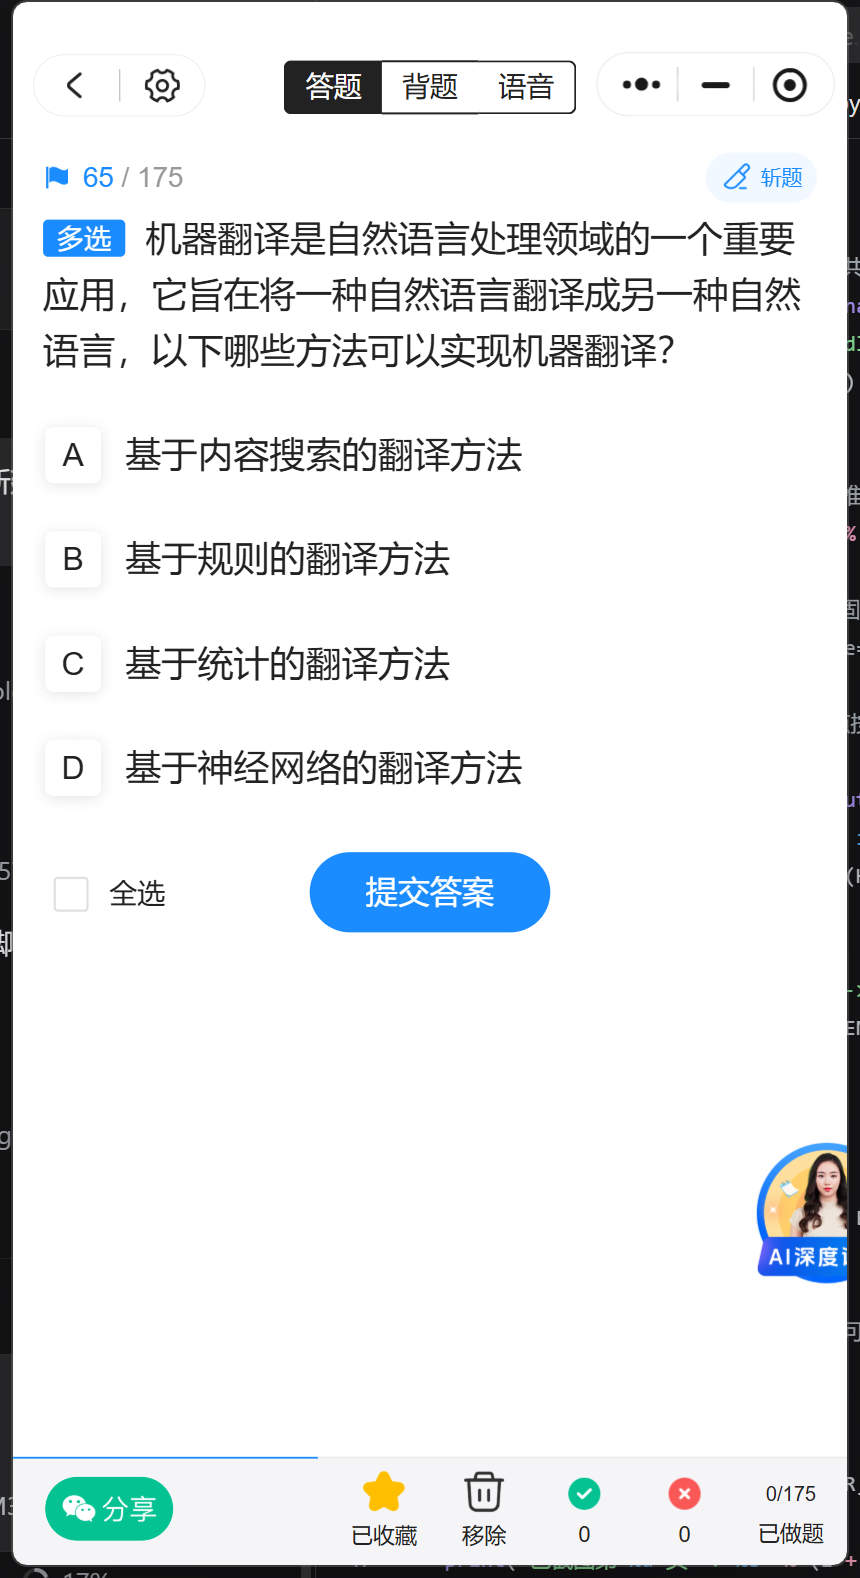 答题 背题 语音
65 / 175
斩题
多选 机器翻译是自然语言处理领域的一个重要
应用，它旨在将一种自然语言翻译成另一种自然
语言，以下哪些方法可以实现机器翻译？
A 基于内容搜索的翻译方法
B 基于规则的翻译方法
C 基于统计的翻译方法
D 基于神经网络的翻译方法
全选 提交答案
AI深度
分享
已收藏
移除
0
0
0/175
已做题
17%